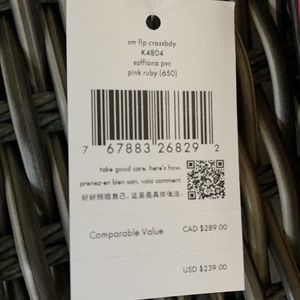 sm flp crossbdy
K4804
saffiano pvc
pink ruby (650)
7 67883 26829 2
take good care. here's how.
prenez-en bien soin. voici comment.
好好照顧自己. 这是最具体做法.
Comparable Value CAD $289.00
USD $239.00